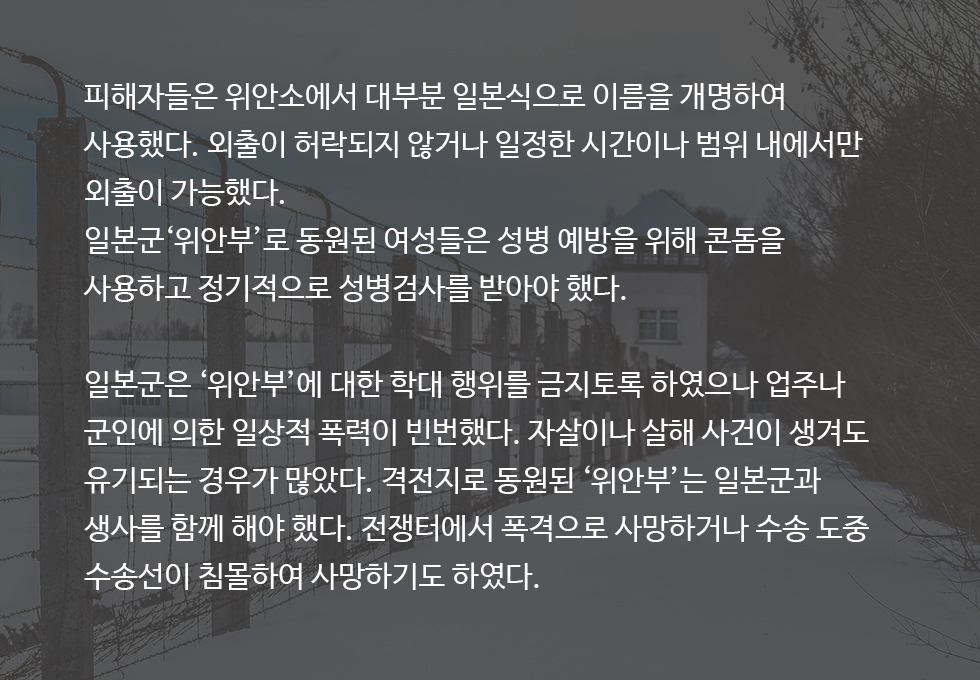 피해자들은 위안소에서 대부분 일본식으로 이름을 개명하여
사용했다. 외출이 허락되지 않거나 일정한 시간이나 범위 내에서만
외출이 가능했다.
일본군‘위안부’로 동원된 여성들은 성병 예방을 위해 콘돔을
사용하고 정기적으로 성병검사를 받아야 했다.
일본군은 ‘위안부’에 대한 학대 행위를 금지토록 하였으나 업주나
군인에 의한 일상적 폭력이 빈번했다. 자살이나 살해 사건이 생겨도
유기되는 경우가 많았다. 격전지로 동원된 ‘위안부’는 일본군과
생사를 함께 해야 했다. 전쟁터에서 폭격으로 사망하거나 수송 도중
수송선이 침몰하여 사망하기도 하였다.